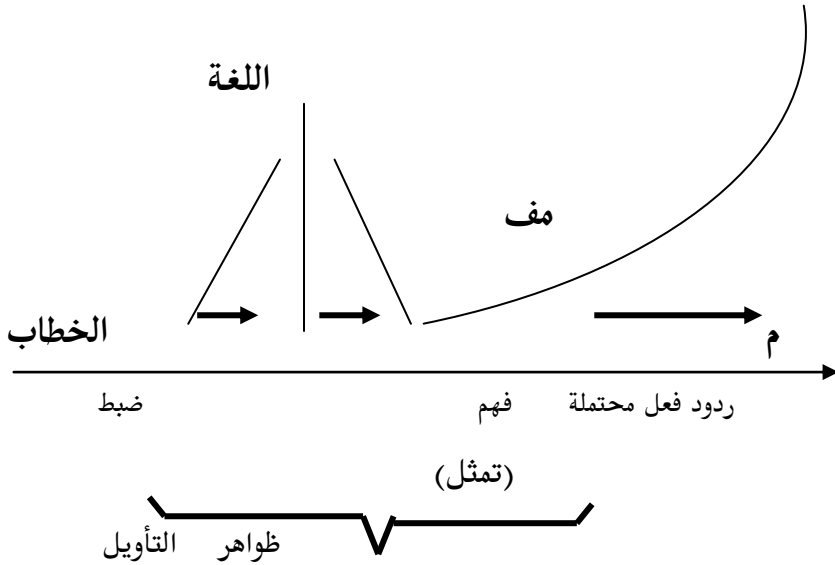 اللغة
مف
الخطاب
م
ضبط
فهم
ردود فعل محتملة
(تمثل)
ظواهر التأويل